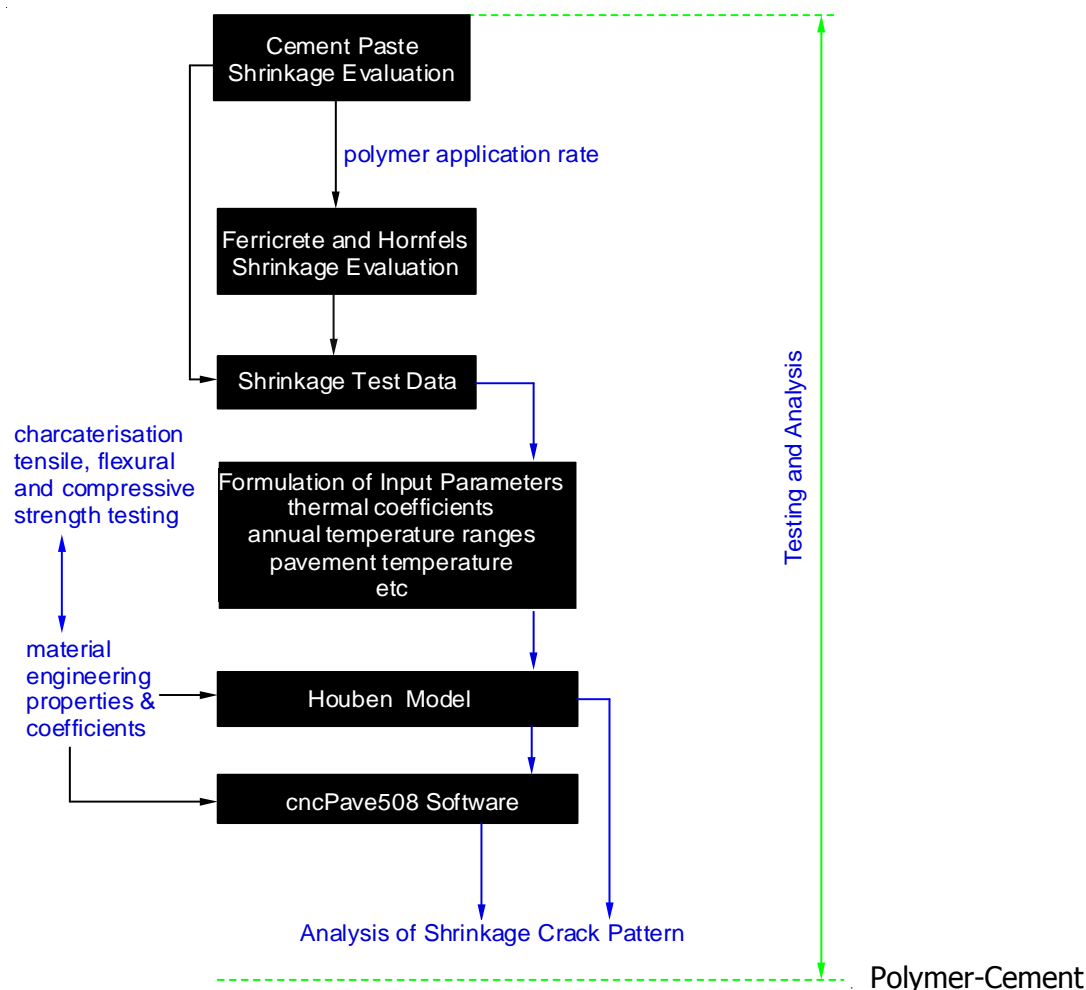 Cement Paste
Shrinkage Evaluation
polymer application rate
Ferricrete and Hornfels
Shrinkage Evaluation
Shrinkage Test Data
charcaterisation
tensile, flexural
and compressive
strength testing
Formulation of Input Parameters
thermal coefficients
annual temperature ranges
pavement temperature
etc
material
engineering
properties &
coefficients
Houben Model
cncPave508 Software
Analysis of Shrinkage Crack Pattern
Testing and Analysis
Polymer-Cement